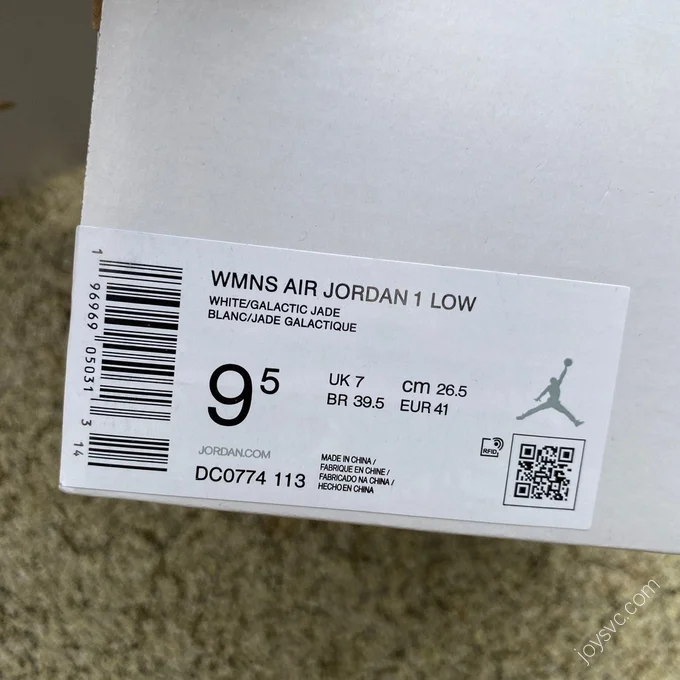 WMNS AIR JORDAN 1 LOW
WHITE/GALACTIC JADE
BLANC/JADE GALACTIQUE
9 5
UK 7 cm 26.5
BR 39.5 EUR 41
JORDAN.COM
DC0774 113
MADE IN CHINA /
FABRIQUE EN CHINE /
FABRICADO NA CHINA /
HECHO EN CHINA
RFID
1 96969 05031 3 14
joysvc.com